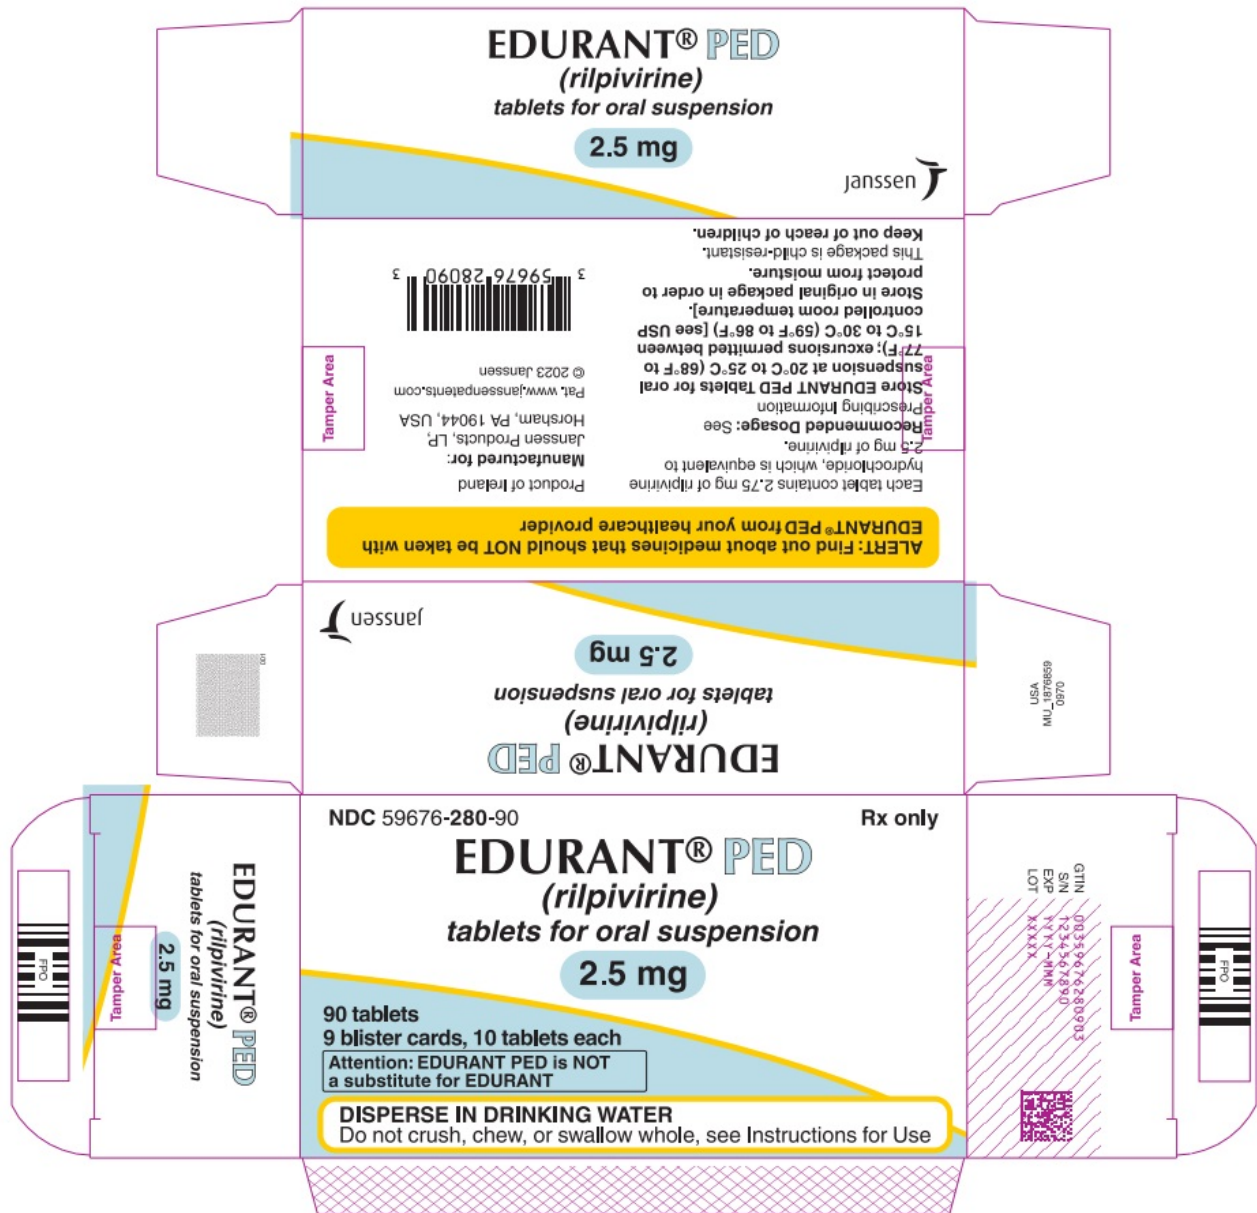 EDURANT® PED
(rilpivirine)
tablets for oral suspension
2.5 mg
janssen
ALERT: Find out about medicines that should NOT be taken with
EDURANT® PED from your healthcare provider
Each tablet contains 2.75 mg of rilpivirine
hydrochloride, which is equivalent to
2.5 mg of rilpivirine.
Recommended Dosage: See
Prescribing Information
Store EDURANT PED Tablets for oral
suspension at 20°C to 25°C (68°F to
77°F); excursions permitted between
15°C to 30°C (59°F to 86°F) [see USP
controlled room temperature].
Store in original package in order to
protect from moisture.
This package is child-resistant.
Keep out of reach of children.
Product of Ireland
Manufactured for:
Janssen Products, LP,
Horsham, PA 19044, USA
Pat. www.janssenpatents.com
© 2023 Janssen
3 59676 28090 3
Tamper Area
Tamper Area
EDURANT® PED
(rilpivirine)
tablets for oral suspension
2.5 mg
janssen
001
USA
MU_1876859
0970
EDURANT® PED
(rilpivirine)
tablets for oral suspension
2.5 mg
Tamper Area
FPO
NDC 59676-280-90
Rx only
EDURANT® PED
(rilpivirine)
tablets for oral suspension
2.5 mg
90 tablets
9 blister cards, 10 tablets each
Attention: EDURANT PED is NOT
a substitute for EDURANT
DISPERSE IN DRINKING WATER
Do not crush, chew, or swallow whole, see Instructions for Use
GTIN 00359676280903
S/N 1234567890
EXP YYYY-MMM
LOT XXXXX
Tamper Area
FPO